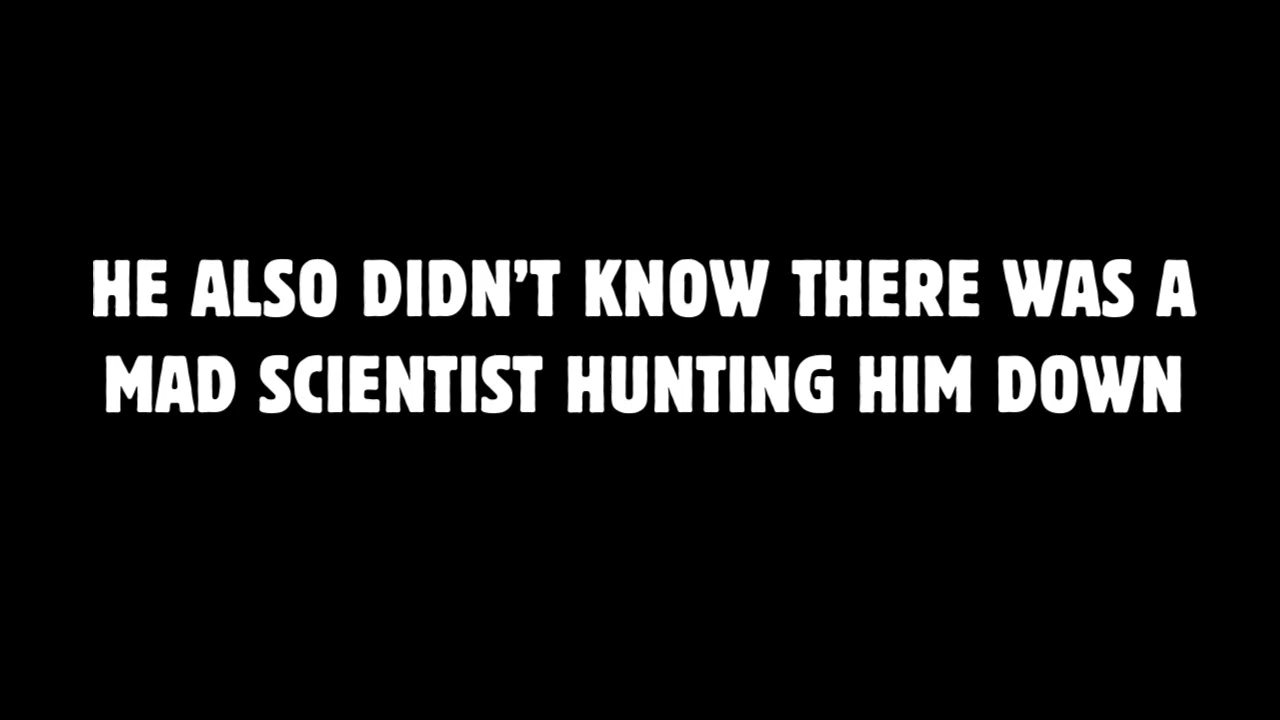 HE ALSO DIDN’T KNOW THERE WAS A
MAD SCIENTIST HUNTING HIM DOWN